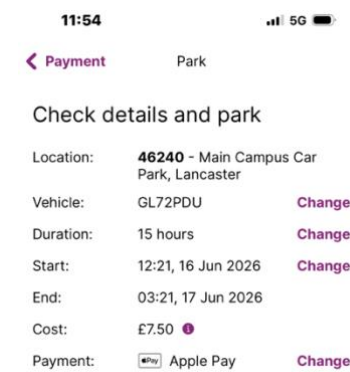 11:54 5G
Payment Park
Check details and park
Location: 46240 - Main Campus Car
Park, Lancaster
Vehicle: GL72PDU Change
Duration: 15 hours Change
Start: 12:21, 16 Jun 2026 Change
End: 03:21, 17 Jun 2026
Cost: £7.50 i
Payment: Pay Apple Pay Change